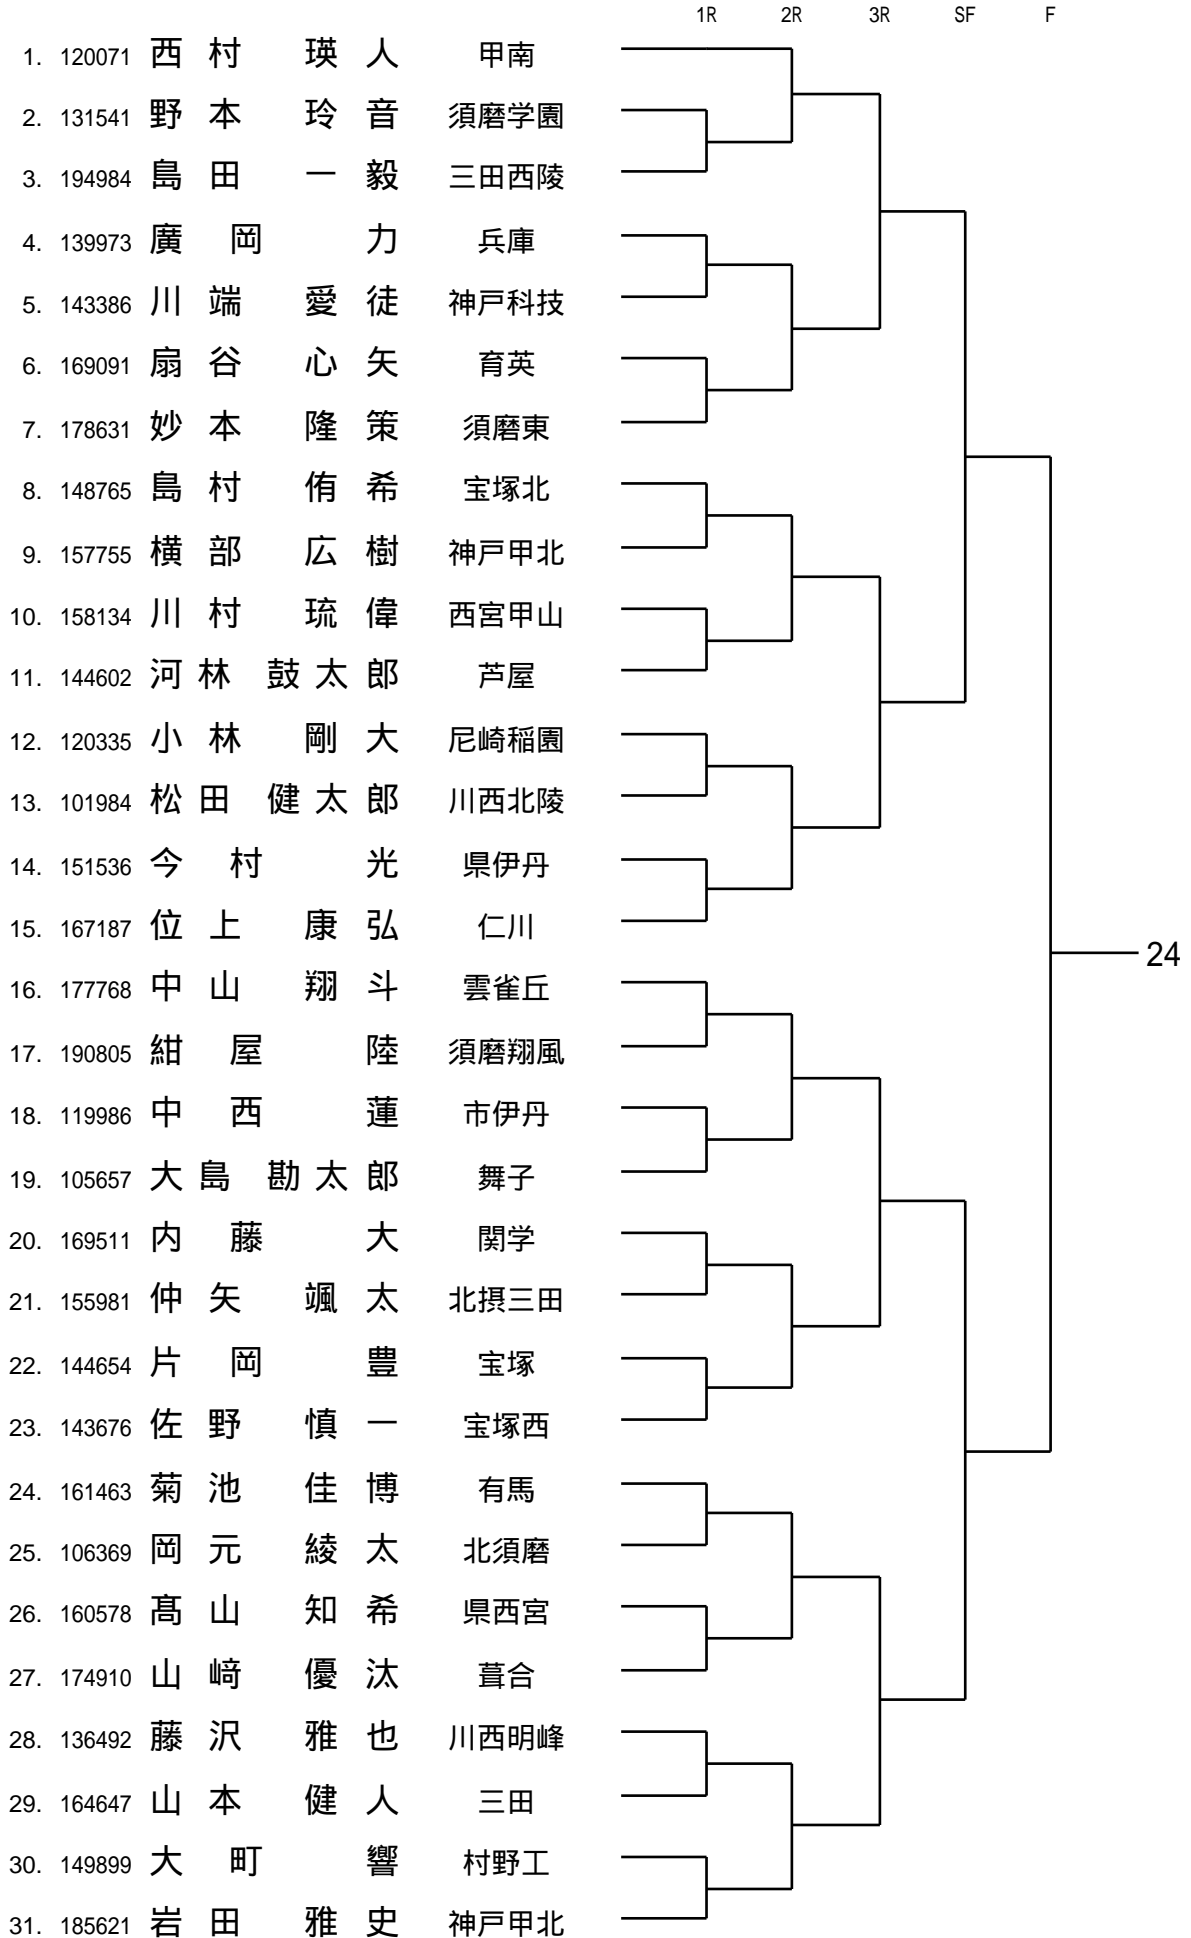 1R 2R 3R SF F
1. 120071 西村 瑛人 甲南
2. 131541 野本 玲音 須磨学園
3. 194984 島田 一毅 三田西陵
4. 139973 廣岡 力 兵庫
5. 143386 川端 愛徒 神戸科技
6. 169091 扇谷 心矢 育英
7. 178631 妙本 隆策 須磨東
8. 148765 島村 侑希 宝塚北
9. 157755 横部 広樹 神戸甲北
10. 158134 川村 琉偉 西宮甲山
11. 144602 河林 鼓太郎 芦屋
12. 120335 小林 剛大 尼崎稲園
13. 101984 松田 健太郎 川西北陵
14. 151536 今村 光 県伊丹
15. 167187 位上 康弘 仁川
24
16. 177768 中山 翔斗 雲雀丘
17. 190805 紺屋 陸 須磨翔風
18. 119986 中西 蓮 市伊丹
19. 105657 大島 勘太郎 舞子
20. 169511 内藤 大 関学
21. 155981 仲矢 颯太 北摂三田
22. 144654 片岡 豊 宝塚
23. 143676 佐野 慎一 宝塚西
24. 161463 菊池 佳博 有馬
25. 106369 岡元 綾太 北須磨
26. 160578 髙山 知希 県西宮
27. 174910 山﨑 優汰 葺合
28. 136492 藤沢 雅也 川西明峰
29. 164647 山本 健人 三田
30. 149899 大町 響 村野工
31. 185621 岩田 雅史 神戸甲北